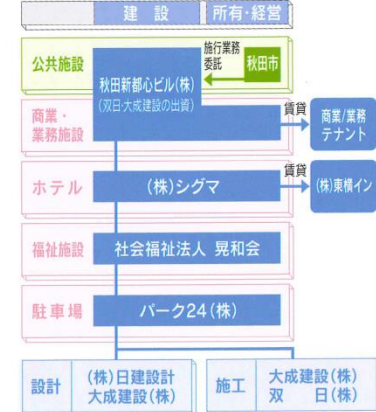 建 設
所有・経営
公共施設
秋田新都心ビル(株)
(双日・大成建設の出資)
施行業務
委託
秋田市
商業・
業務施設
賃貸
商業/業務
テナント
ホテル
(株)シグマ
賃貸
(株)東横イン
福祉施設
社会福祉法人 晃和会
駐車場
パーク24(株)
設計
(株)日建設計
大成建設(株)
施工
大成建設(株)
双 日(株)